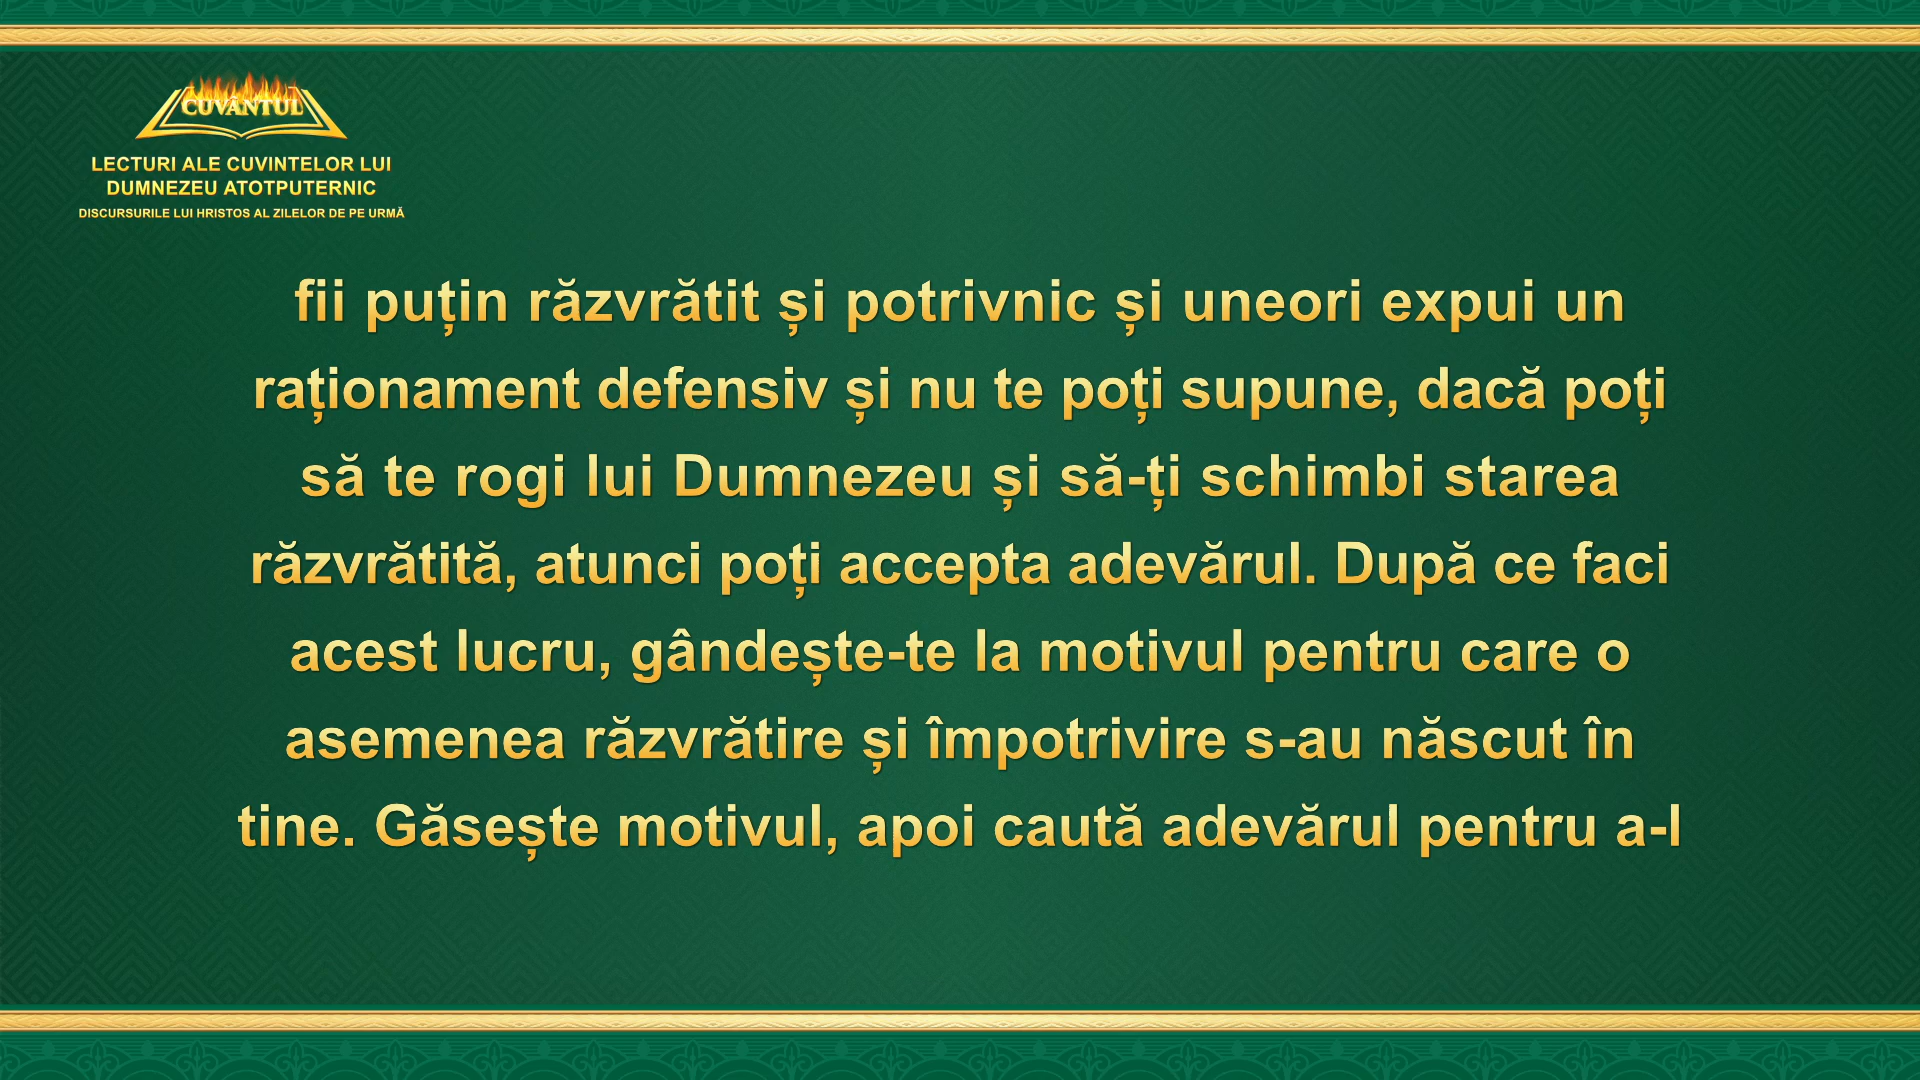 CUVÂNTUL
LECTURI ALE CUVINTELOR LUI
DUMNEZEU ATOTPUTERNIC
DISCURSURILE LUI HRISTOS AL ZILELOR DE PE URMĂ
fii puțin răzvrătit și potrivnic și uneori expui un
raționament defensiv și nu te poți supune, dacă poți
să te rogi lui Dumnezeu și să-ți schimbi starea
răzvrătită, atunci poți accepta adevărul. După ce faci
acest lucru, gândește-te la motivul pentru care o
asemenea răzvrătire și împotrivire s-au născut în
tine. Găsește motivul, apoi caută adevărul pentru a-l